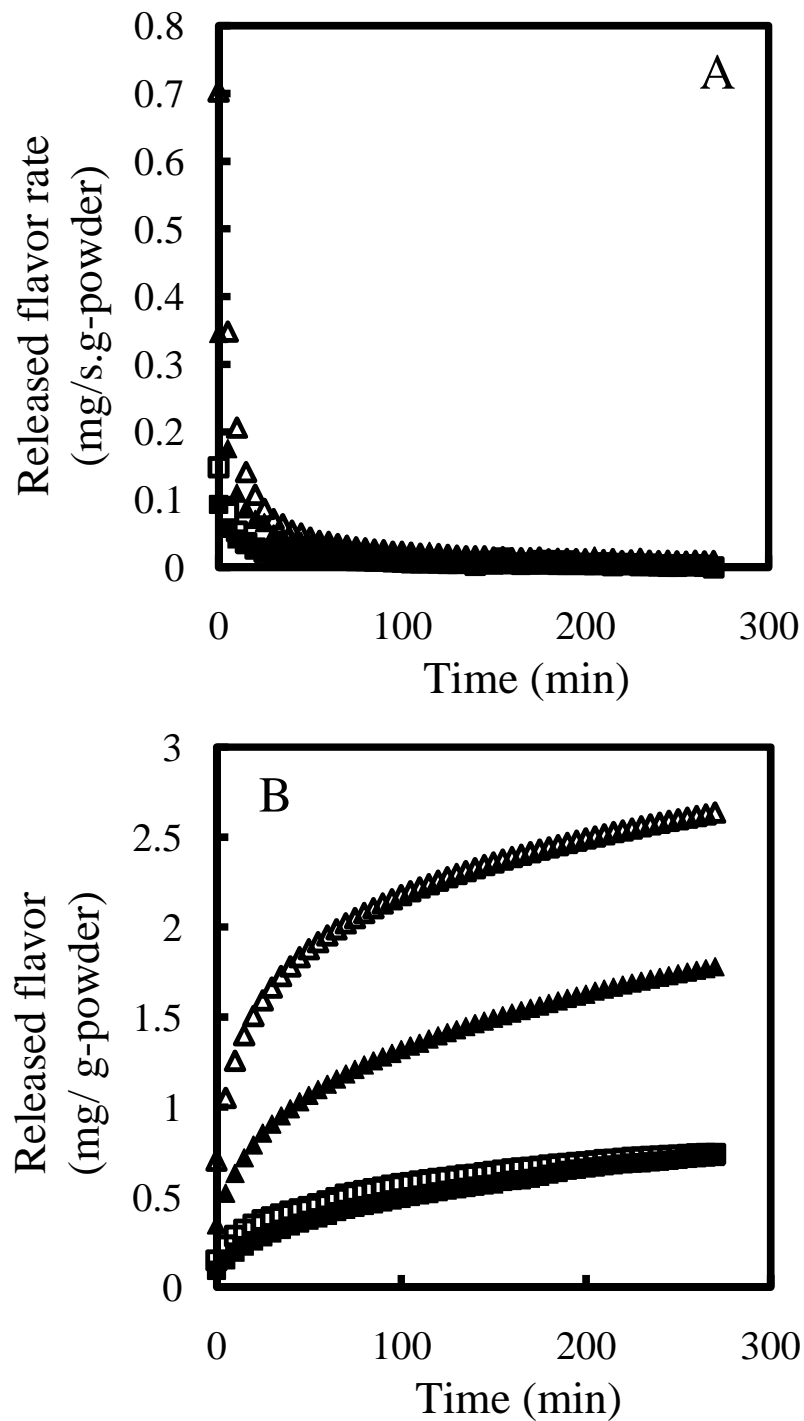 0.8
A
0.7
0.6
0.5
0.4
0.3
0.2
0.1
0
Released flavor rate
(mg/s.g-powder)
0 100 200 300
Time (min)
3
B
2.5
2
1.5
1
0.5
0
Released flavor
(mg/ g-powder)
0 100 200 300
Time (min)